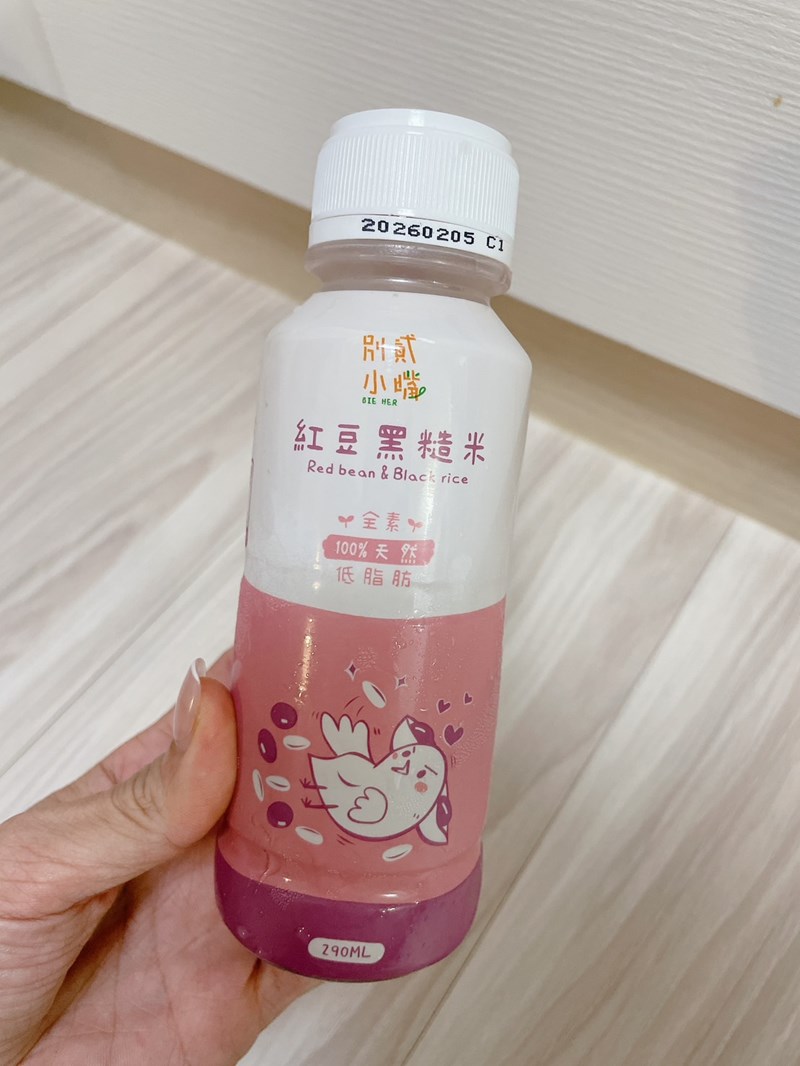 20260205 C1
別貳
小嘴
BIE HER
紅豆黑糙米
Red bean & Black rice
全素
100%天然
低脂肪
290ML